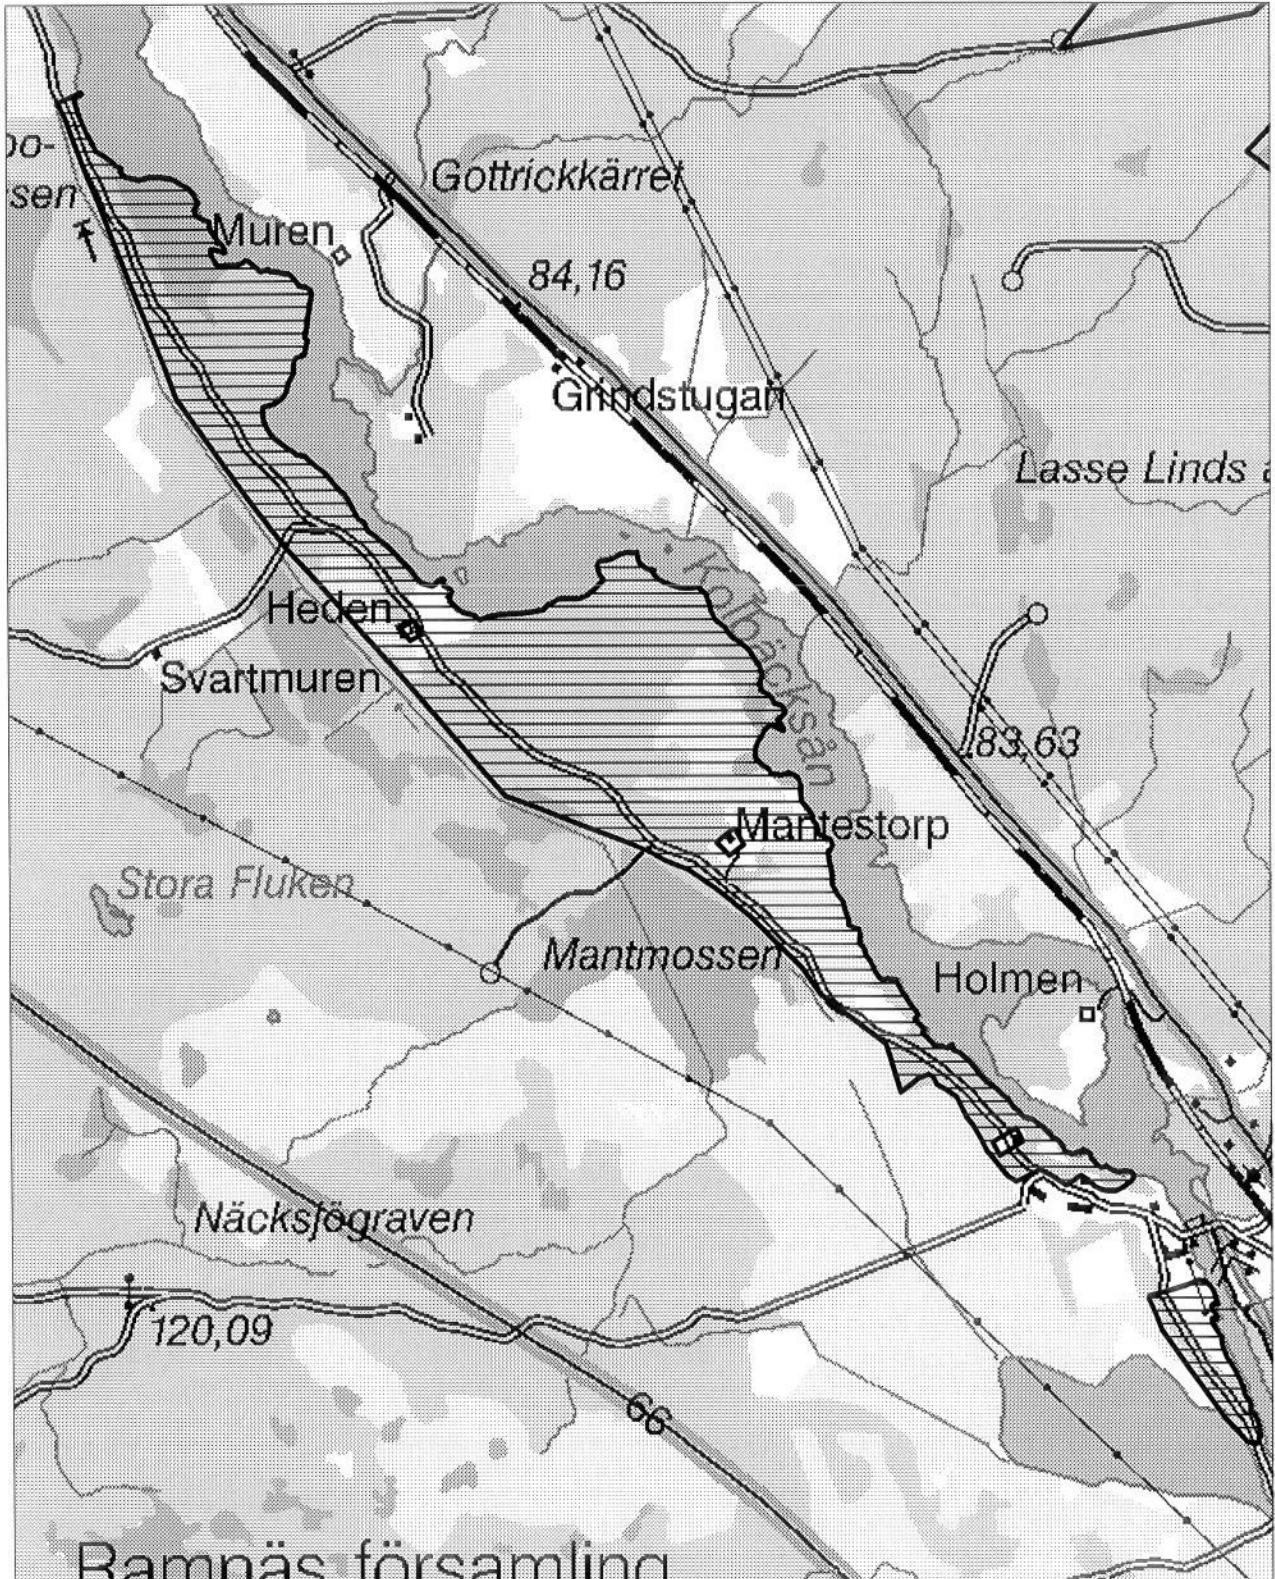 Gottrickkärret
Muren
84,16
Grindstugan
Lasse Linds
Kolbäcksån
Heden
Svartmuren
83,63
Mantestorp
Stora Fluken
Mantmossen
Holmen
Näcksjögraven
120,09
66
Ramnäs församling